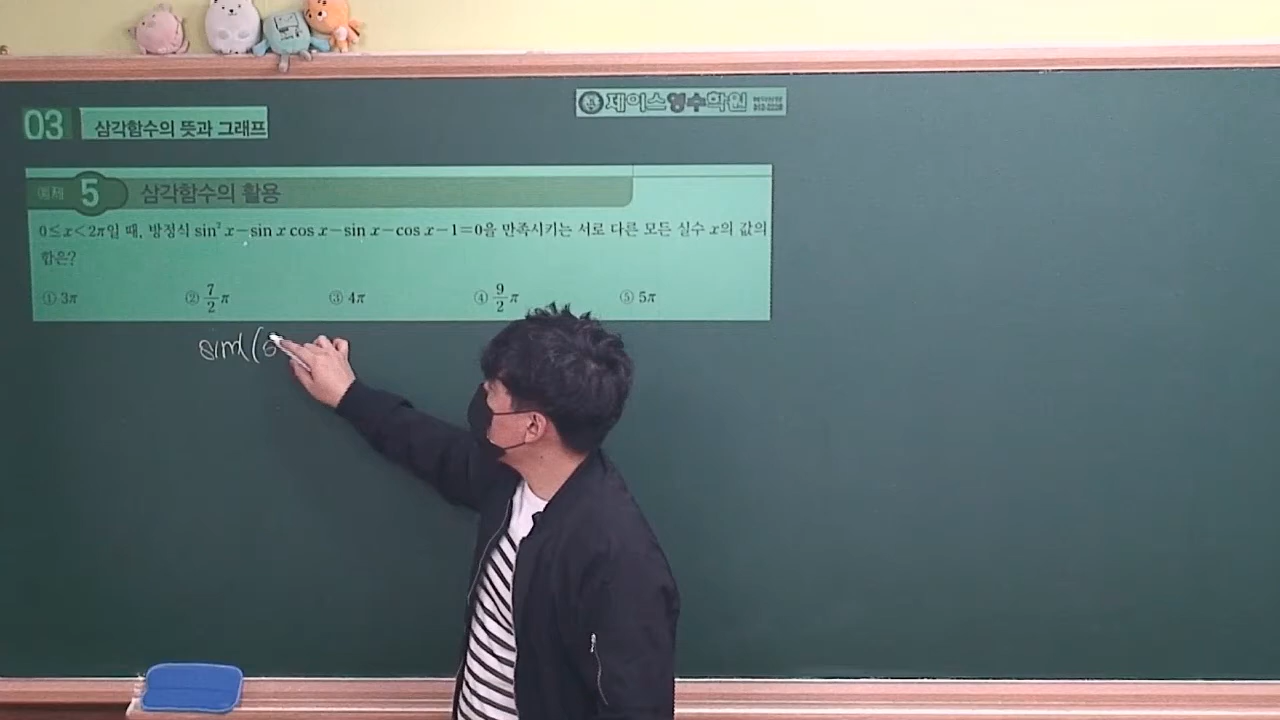 제이스영수학원
03 삼각함수의 뜻과 그래프
예제 5 삼각함수의 활용
0≤x<2π일 때, 방정식 sin²x−sin x cos x−sin x−cos x−1=0을 만족시키는 서로 다른 모든 실수 x의 값의
합은?
① 3π ② 7/2 π ③ 4π ④ 9/2 π ⑤ 5π